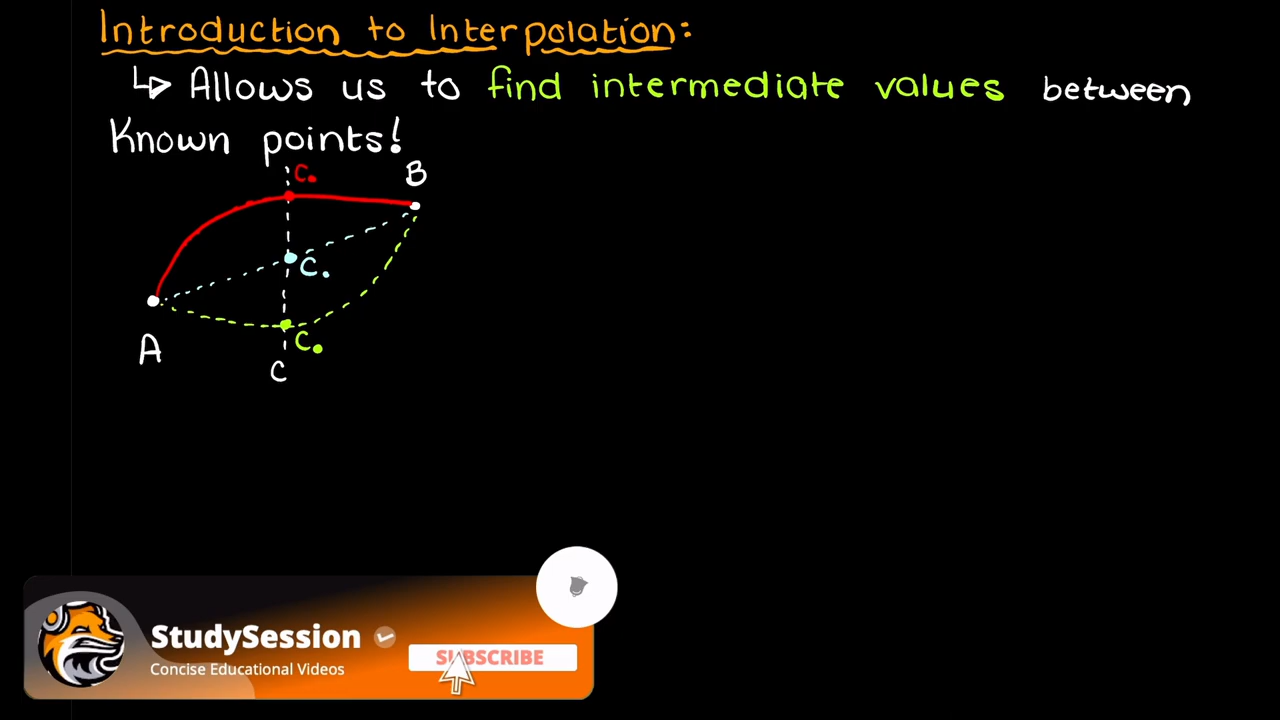 Introduction to Interpolation:
↳ Allows us to find intermediate values between
Known points!
C.
B
C.
A
C.
C
StudySession
Concise Educational Videos
SUBSCRIBE